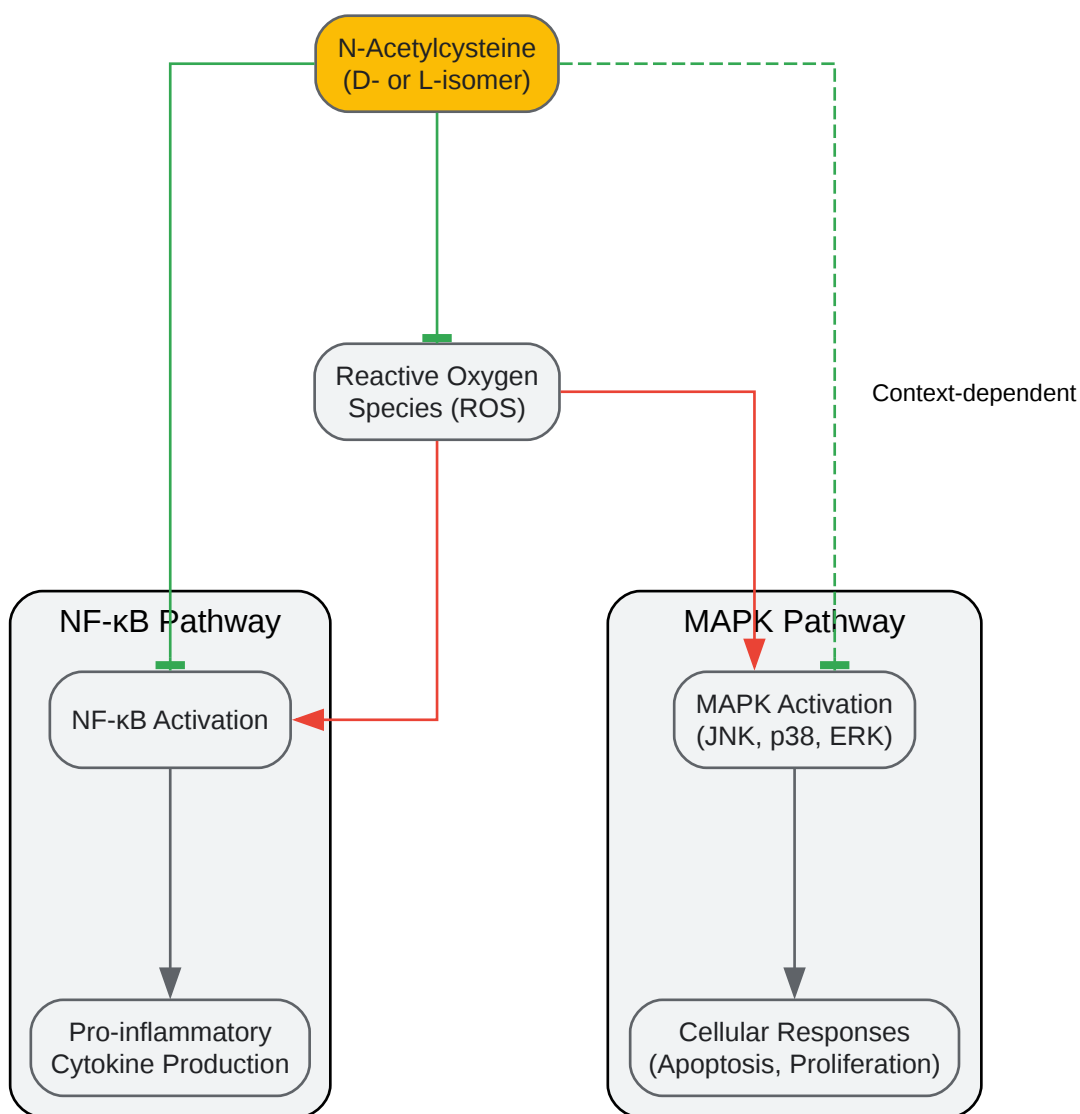 N-Acetylcysteine
(D- or L-isomer)
Reactive Oxygen
Species (ROS)
Context-dependent
NF-κB Pathway
NF-κB Activation
Pro-inflammatory
Cytokine Production
MAPK Pathway
MAPK Activation
(JNK, p38, ERK)
Cellular Responses
(Apoptosis, Proliferation)